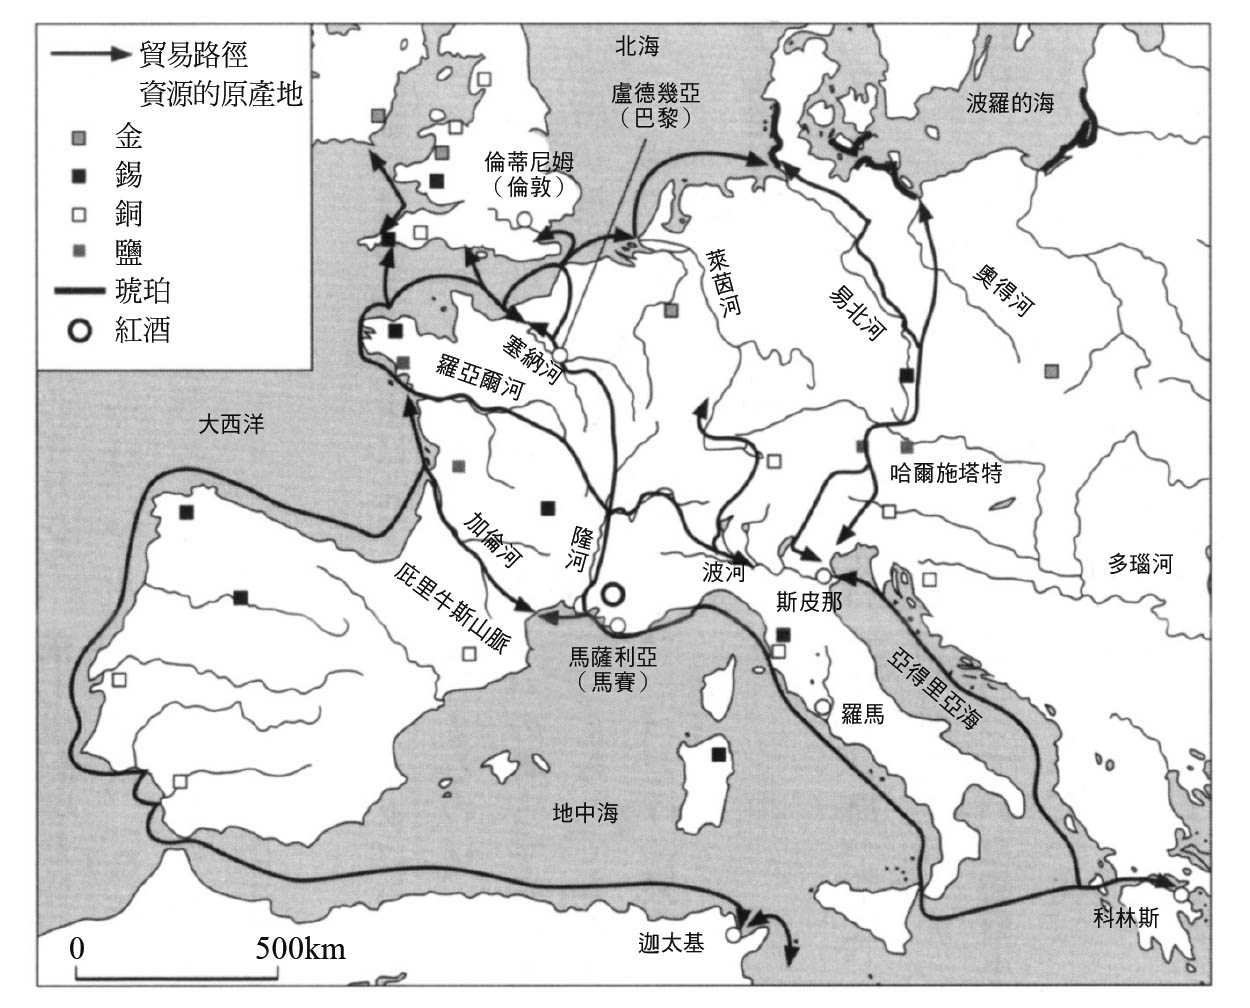 貿易路徑
資源的原產地
金
錫
銅
鹽
琥珀
紅酒
北海
盧德幾亞
（巴黎）
波羅的海
倫蒂尼姆
（倫敦）
萊茵河
奧得河
易北河
塞納河
羅亞爾河
大西洋
哈爾施塔特
加倫河
隆河
波河
多瑙河
庇里牛斯山脈
斯皮那
馬薩利亞
（馬賽）
亞得里亞海
羅馬
地中海
科林斯
迦太基
0 500km